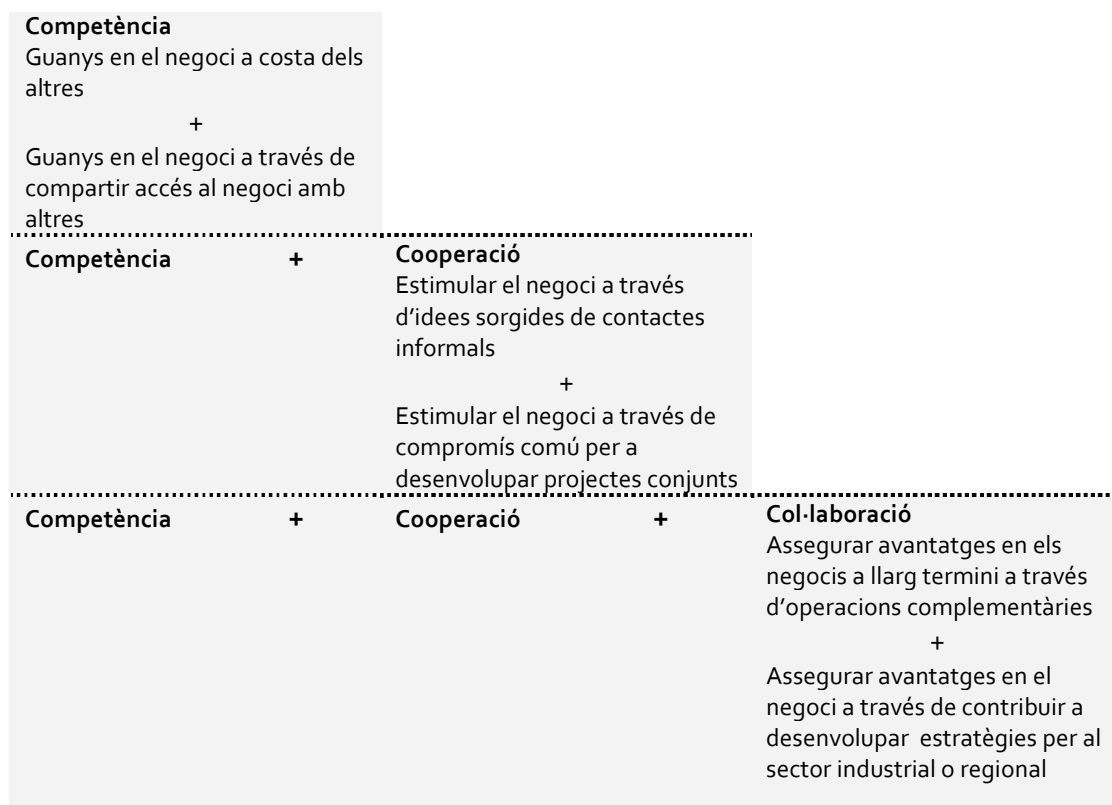 Competència
Guanys en el negoci a costa dels
altres
+
Guanys en el negoci a través de
compartir accés al negoci amb
altres
Competència + Cooperació
Estimular el negoci a través
d’idees sorgides de contactes
informals
+
Estimular el negoci a través de
compromís comú per a
desenvolupar projectes conjunts
Competència + Cooperació + Col·laboració
Assegurar avantatges en els
negocis a llarg termini a través
d’operacions complementàries
+
Assegurar avantatges en el
negoci a través de contribuir a
desenvolupar estratègies per al
sector industrial o regional